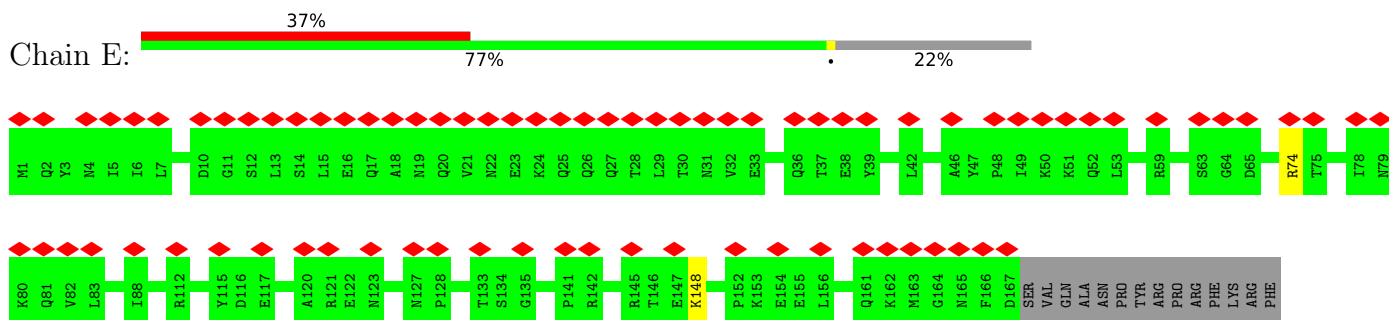 37%
Chain E:
77% • 22%
M1 Q2 Y3 N4 I5 I6 L7 D10 G11 S12 L13 S14 L15 E16 Q17 A18 N19 Q20 V21 N22 E23 K24 Q25 Q26 Q27 T28 L29 T30 N31 V32 E33 Q36 T37 E38 Y39 L42 A46 Y47 P48 I49 K50 K51 Q52 L53 R59 S63 G64 D65 R74 T75 I78 N79
K80 Q81 V82 L83 I88 R112 Y115 D116 E117 A120 R121 E122 N123 N127 P128 T133 S134 G135 P141 R142 R145 T146 E147 K148 P152 K153 E154 E155 L156 Q161 K162 M163 G164 N165 F166 D167 SER VAL GLN ALA ASN PRO TYR ARG PRO ARG PHE LYS ARG PHE